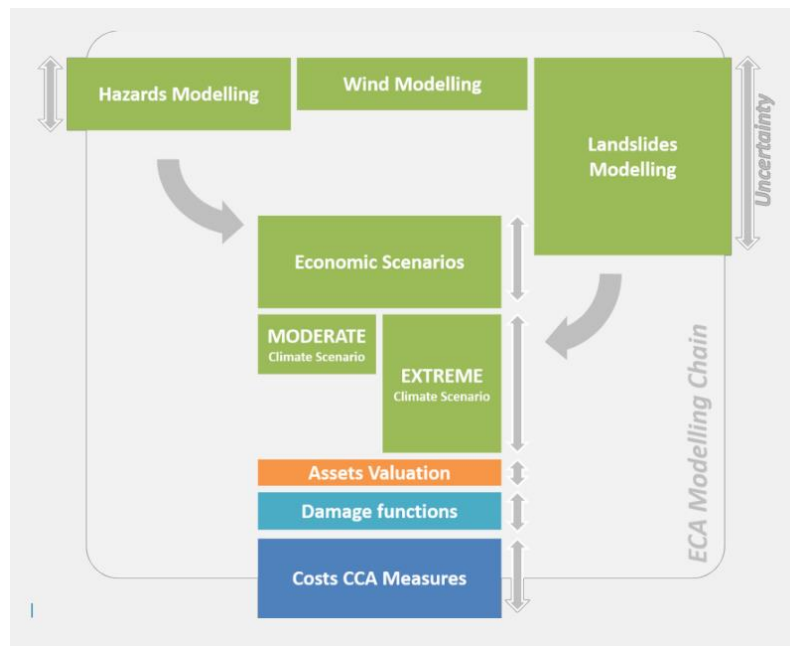 Hazards Modelling
Wind Modelling
Landslides
Modelling
Uncertainty
Economic Scenarios
MODERATE
Climate Scenario
EXTREME
Climate Scenario
Assets Valuation
Damage functions
Costs CCA Measures
ECA Modelling Chain